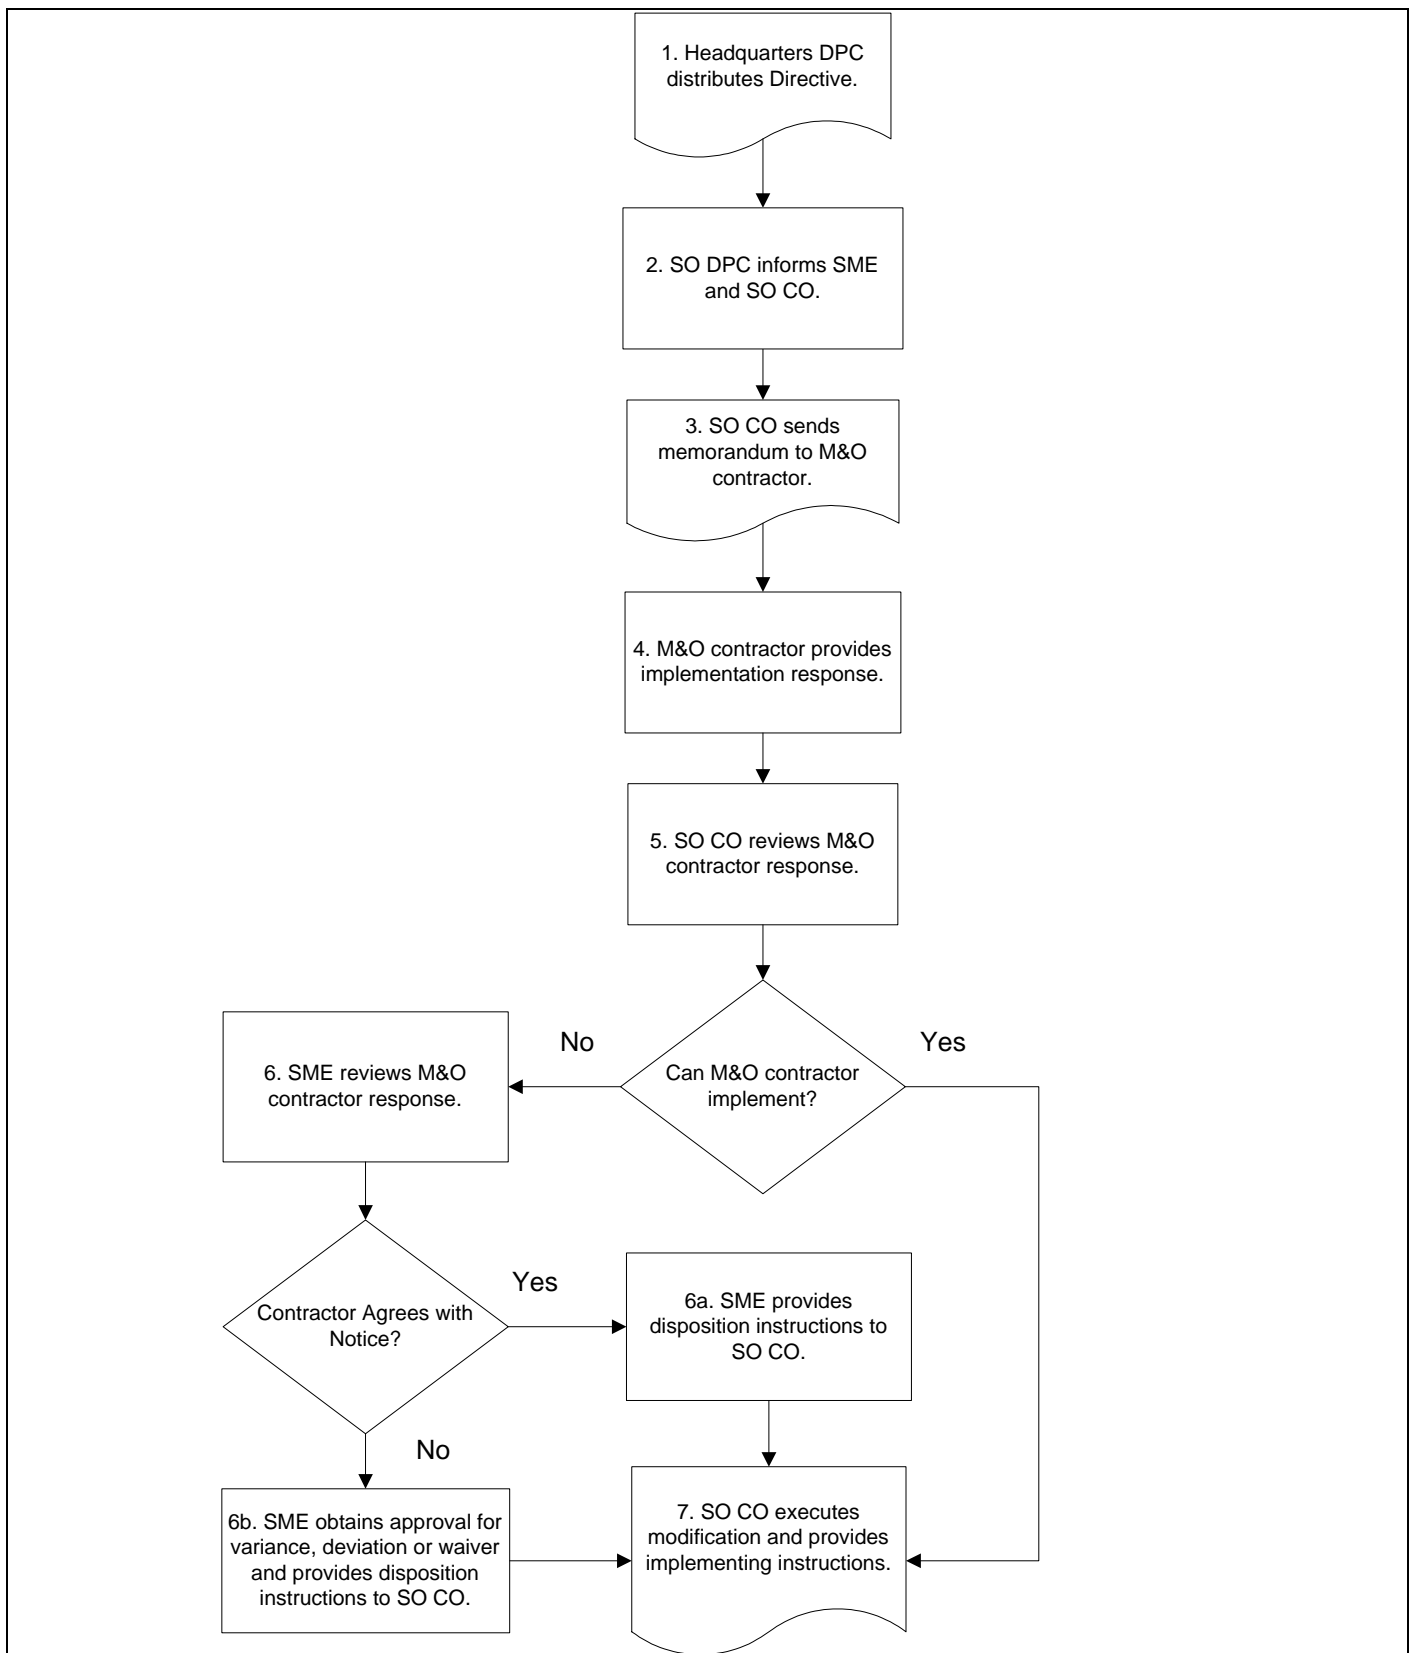 1. Headquarters DPC
distributes Directive.
2. SO DPC informs SME
and SO CO.
3. SO CO sends
memorandum to M&O
contractor.
4. M&O contractor provides
implementation response.
5. SO CO reviews M&O
contractor response.
Can M&O contractor
implement?
No
Yes
6. SME reviews M&O
contractor response.
Contractor Agrees with
Notice?
Yes
6a. SME provides
disposition instructions to
SO CO.
No
6b. SME obtains approval for
variance, deviation or waiver
and provides disposition
instructions to SO CO.
7. SO CO executes
modification and provides
implementing instructions.